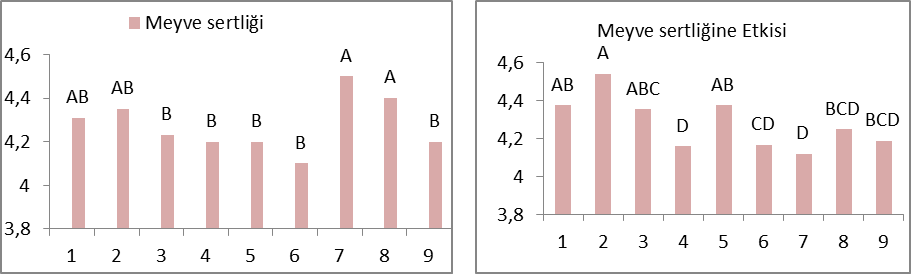 Meyve sertliği
4,6
4,4
4,2
4
3,8
AB AB B B B B A A B
1 2 3 4 5 6 7 8 9
Meyve sertliğine Etkisi
4,6
4,4
4,2
4
3,8
AB A ABC D AB CD D BCD BCD
1 2 3 4 5 6 7 8 9